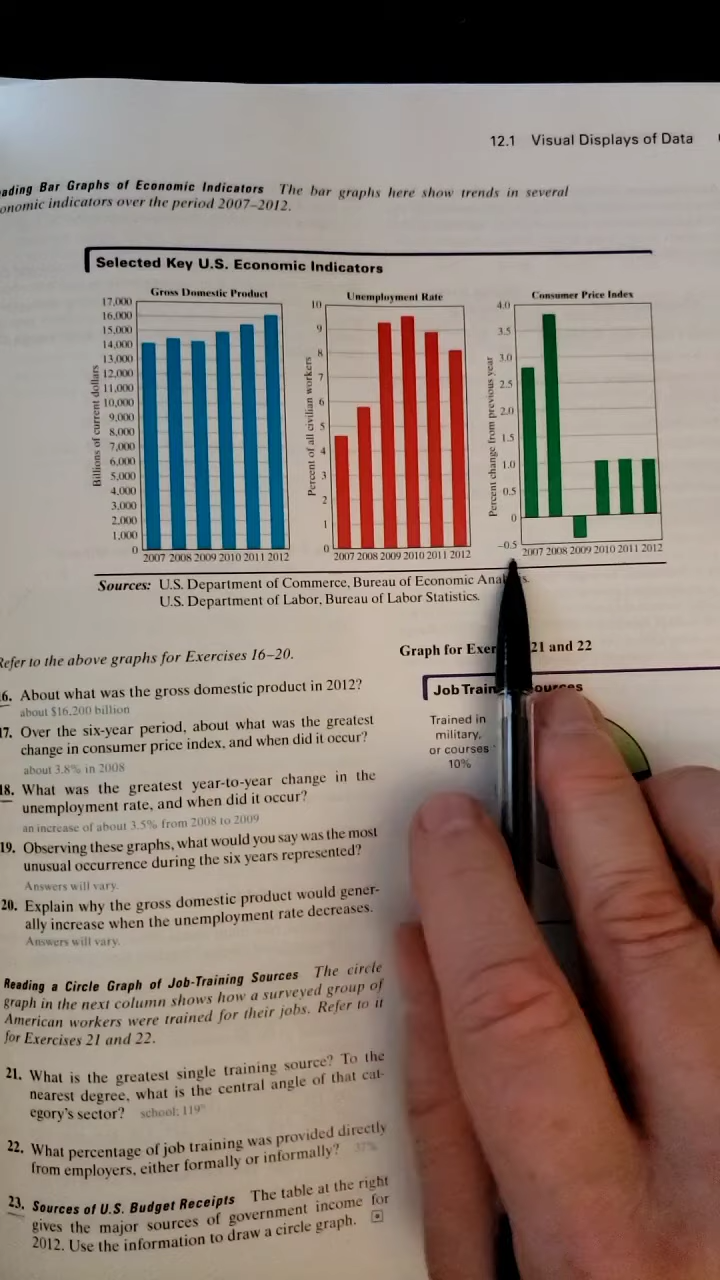 12.1 Visual Displays of Data
Bar Graphs of Economic Indicators The bar graphs here show trends in several
indicators over the period 2007–2012.
Selected Key U.S. Economic Indicators
Gross Domestic Product
Billions of current dollars
17,000
16,000
15,000
14,000
13,000
12,000
11,000
10,000
9,000
8,000
7,000
6,000
5,000
4,000
3,000
2,000
1,000
0
2007 2008 2009 2010 2011 2012
Unemployment Rate
Percent of all civilian workers
10
9
8
7
6
5
4
3
2
1
0
2007 2008 2009 2010 2011 2012
Consumer Price Index
Percent change from previous year
4.0
3.5
3.0
2.5
2.0
1.5
1.0
0.5
0
–0.5
2007 2008 2009 2010 2011 2012
Sources: U.S. Department of Commerce, Bureau of Economic
U.S. Department of Labor, Bureau of Labor Statistics.
Refer to the above graphs for Exercises 16–20.
6. About what was the gross domestic product in 2012?
about $16,200 billion
17. Over the six-year period, about what was the greatest
change in consumer price index, and when did it occur?
about 3.8% in 2008
18. What was the greatest year-to-year change in the
unemployment rate, and when did it occur?
an increase of about 3.5% from 2008 to 2009
19. Observing these graphs, what would you say was the most
unusual occurrence during the six years represented?
Answers will vary.
20. Explain why the gross domestic product would gener-
ally increase when the unemployment rate decreases.
Answers will vary.
Reading a Circle Graph of Job-Training Sources The circle
graph in the next column shows how a surveyed group of
American workers were trained for their jobs. Refer to it
for Exercises 21 and 22.
21. What is the greatest single training source? To the
nearest degree, what is the central angle of that cat-
egory's sector? school; 119°
22. What percentage of job training was provided directly
from employers, either formally or informally?
23. Sources of U.S. Budget Receipts The table at the right
gives the major sources of government income for
2012. Use the information to draw a circle graph.
Graph for 21 and 22
Job
Trained in
military,
or courses
10%